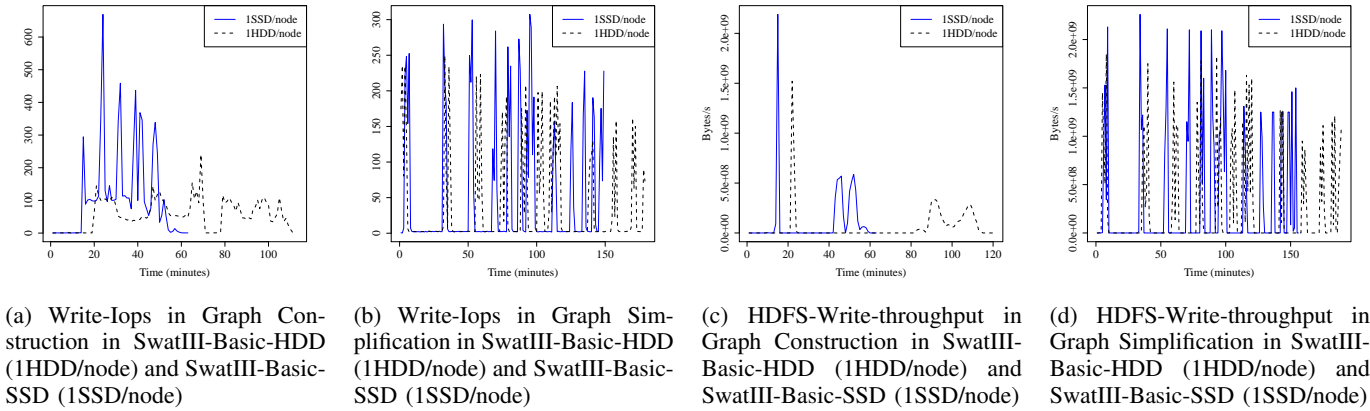 1SSD/node
1HDD/node
600
500
400
300
200
100
0
0 20 40 60 80 100
Time (minutes)
1SSD/node
1HDD/node
300
250
200
150
100
50
0
0 50 100 150
Time (minutes)
1SSD/node
1HDD/node
Bytes/s
2.0e+09
1.5e+09
1.0e+09
5.0e+08
0.0e+00
0 20 40 60 80 100 120
Time (minutes)
1SSD/node
1HDD/node
Bytes/s
2.0e+09
1.5e+09
1.0e+09
5.0e+08
0.0e+00
0 50 100 150
Time (minutes)
(a) Write-Iops in Graph Con-
struction in SwatIII-Basic-HDD
(1HDD/node) and SwatIII-Basic-
SSD (1SSD/node)
(b) Write-Iops in Graph Sim-
plification in SwatIII-Basic-HDD
(1HDD/node) and SwatIII-Basic-
SSD (1SSD/node)
(c) HDFS-Write-throughput in
Graph Construction in SwatIII-
Basic-HDD (1HDD/node) and
SwatIII-Basic-SSD (1SSD/node)
(d) HDFS-Write-throughput in
Graph Simplification in SwatIII-
Basic-HDD (1HDD/node) and
SwatIII-Basic-SSD (1SSD/node)